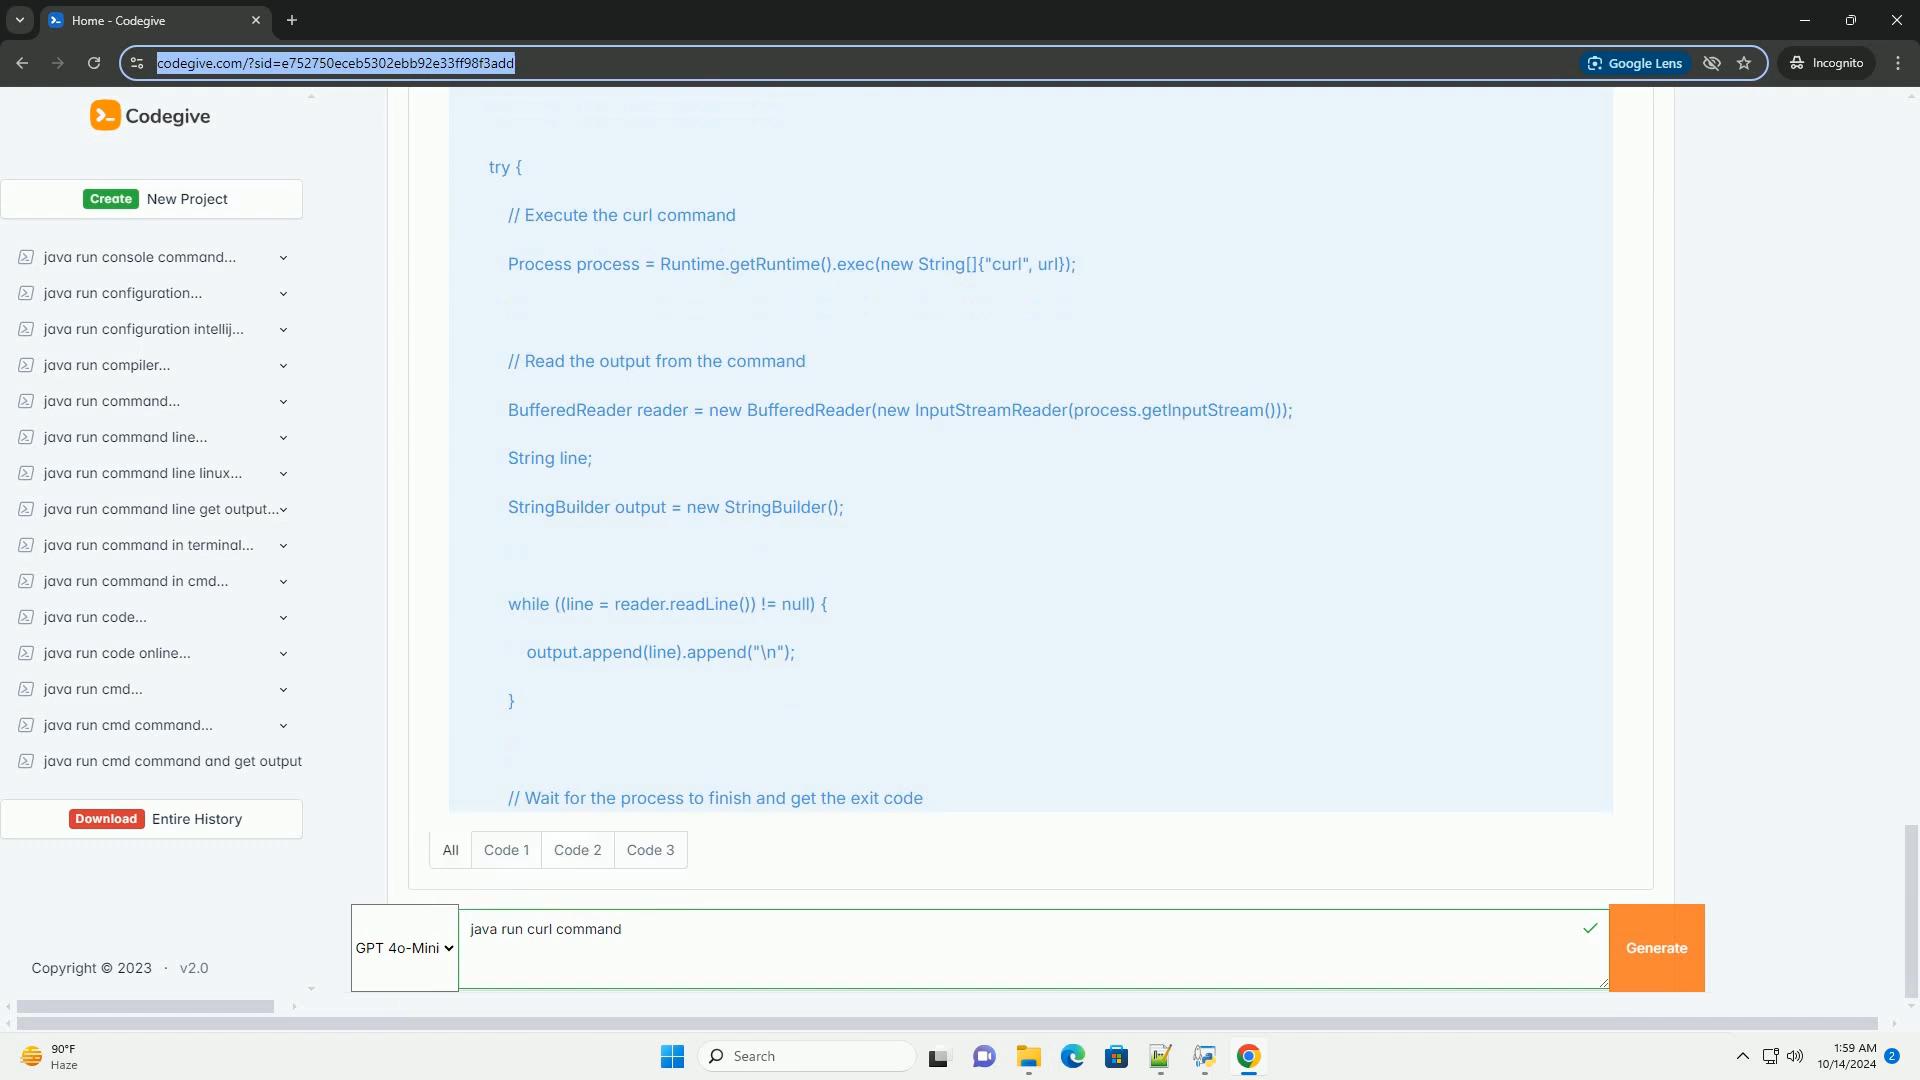 Home - Codegive
codegive.com/?sid=e752750eceb5302ebb92e33ff98f3add
Google Lens
Incognito
Codegive
Create New Project
java run console command...
java run configuration...
java run configuration intellij...
java run compiler...
java run command...
java run command line...
java run command line linux...
java run command line get output...
java run command in terminal...
java run command in cmd...
java run code...
java run code online...
java run cmd...
java run cmd command...
java run cmd command and get output
Download Entire History
Copyright © 2023 · v2.0
try {
// Execute the curl command
Process process = Runtime.getRuntime().exec(new String[]{"curl", url});
// Read the output from the command
BufferedReader reader = new BufferedReader(new InputStreamReader(process.getInputStream()));
String line;
StringBuilder output = new StringBuilder();
while ((line = reader.readLine()) != null) {
output.append(line).append("\n");
}
// Wait for the process to finish and get the exit code
All Code 1 Code 2 Code 3
GPT 4o-Mini
java run curl command
Generate
90°F
Haze
Search
1:59 AM
10/14/2024
2